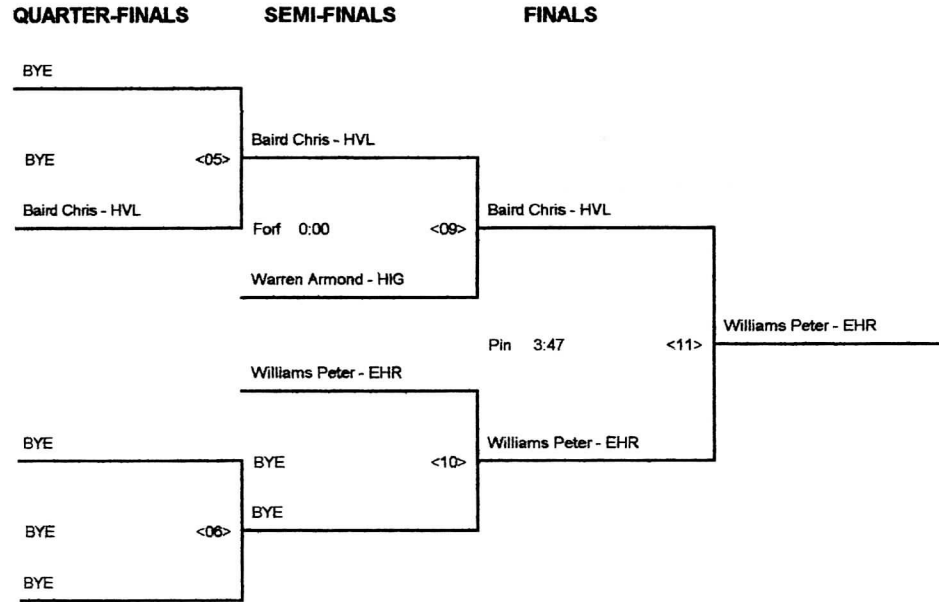 QUARTER-FINALS SEMI-FINALS FINALS
BYE
Baird Chris - HVL
BYE <05>
Baird Chris - HVL Baird Chris - HVL
Forf 0:00 <09>
Warren Armond - HIG
Williams Peter - EHR
Pin 3:47 <11>
Williams Peter - EHR
BYE Williams Peter - EHR
BYE <10>
BYE
BYE <06>
BYE